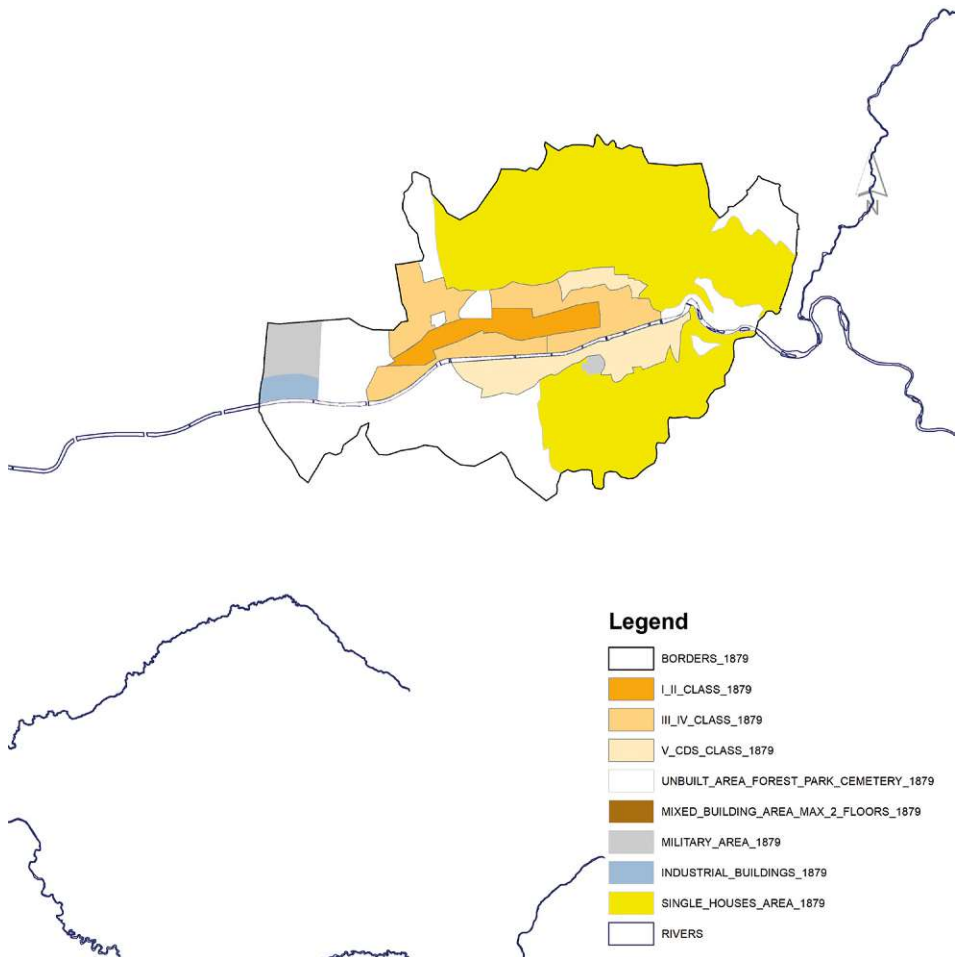 Legend
BORDERS_1879
I_II_CLASS_1879
III_IV_CLASS_1879
V_CDS_CLASS_1879
UNBUILT_AREA_FOREST_PARK_CEMETERY_1879
MIXED_BUILDING_AREA_MAX_2_FLOORS_1879
MILITARY_AREA_1879
INDUSTRIAL_BUILDINGS_1879
SINGLE_HOUSES_AREA_1879
RIVERS